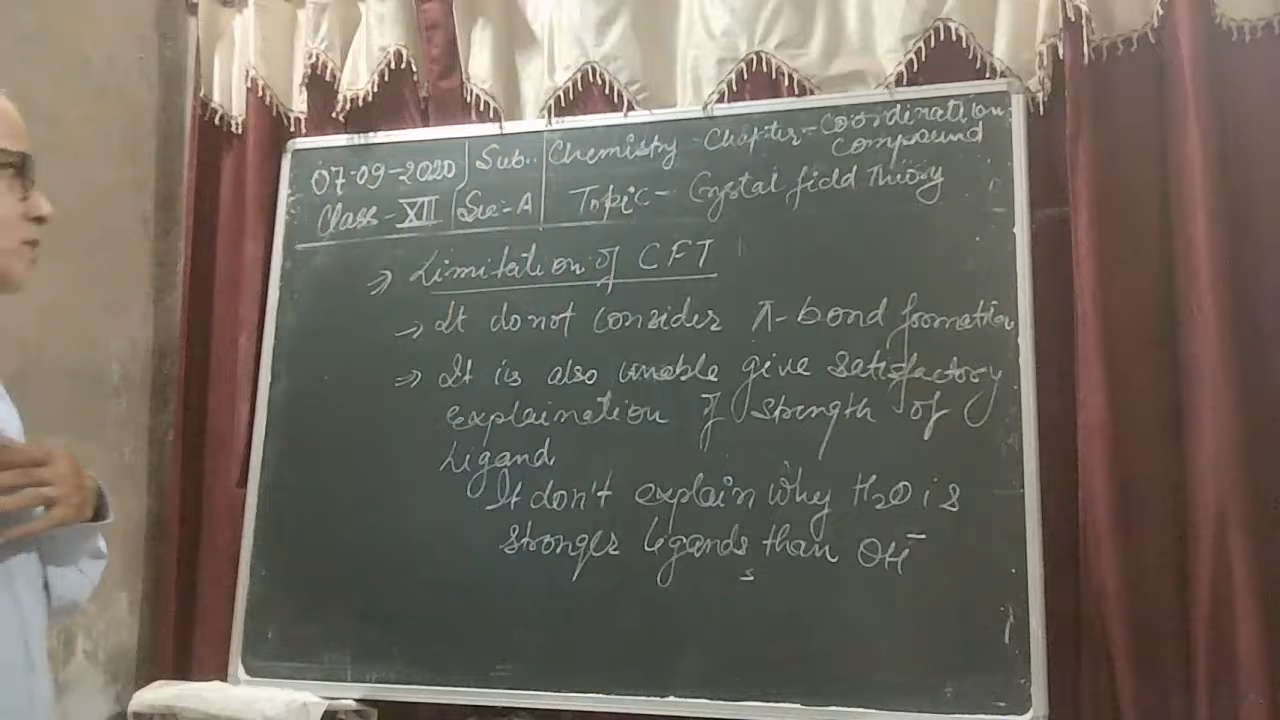 07-09-2020 Sub.. Chemistry Chapter - Coordination
compound
Class - XII Sec:-A Topic - Crystal field Thiory
⇒ Limitation of CFT
⇒ It do not consider π-bond formation
⇒ It is also unable give satisfactory
explaination of strength of
Ligand
It don't explain why H₂O is
stronger ligands than OH⁻